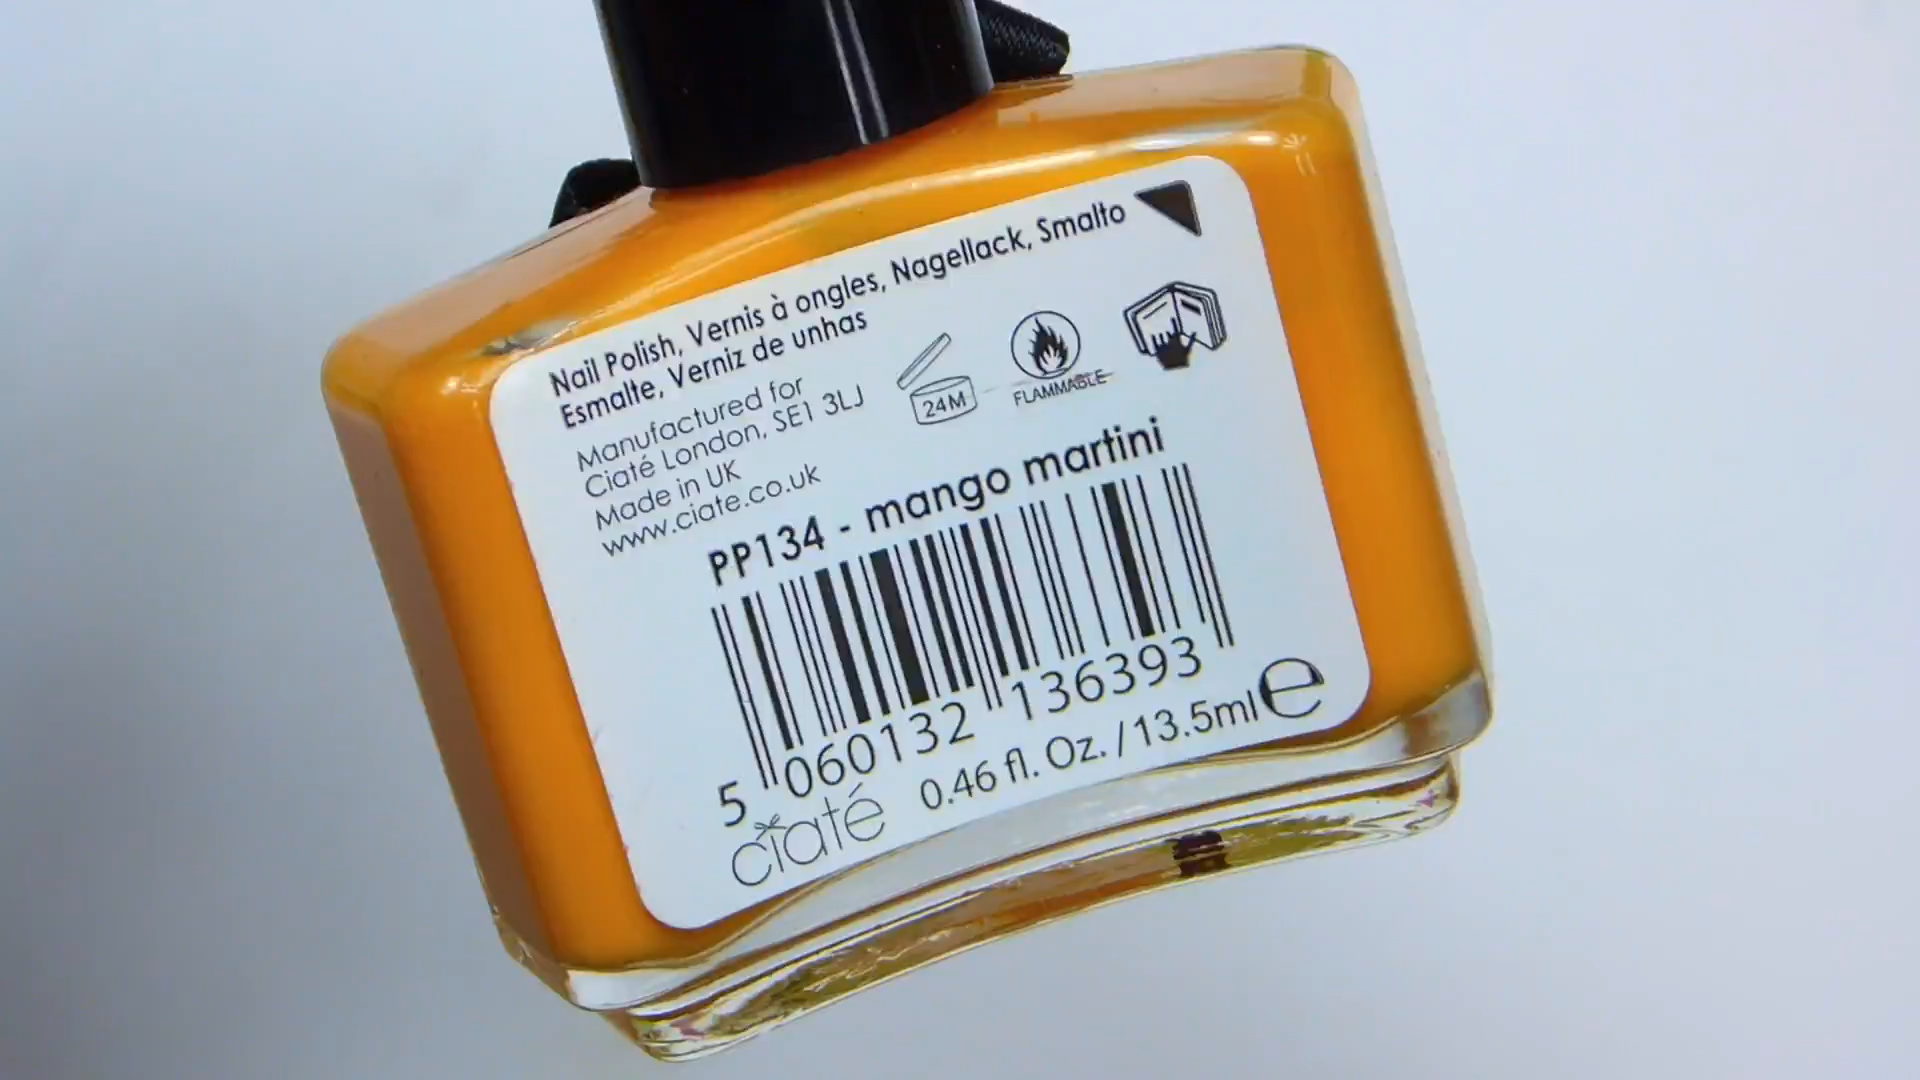 Nail Polish, Vernis à ongles, Nagellack, Smalto
Esmalte, Verniz de unhas
Manufactured for
Ciaté London, SE1 3LJ
Made in UK
www.ciate.co.uk
24M
FLAMMABLE
PP134 - mango martini
5 060132 136393
ciaté 0.46 fl. Oz. / 13.5ml e